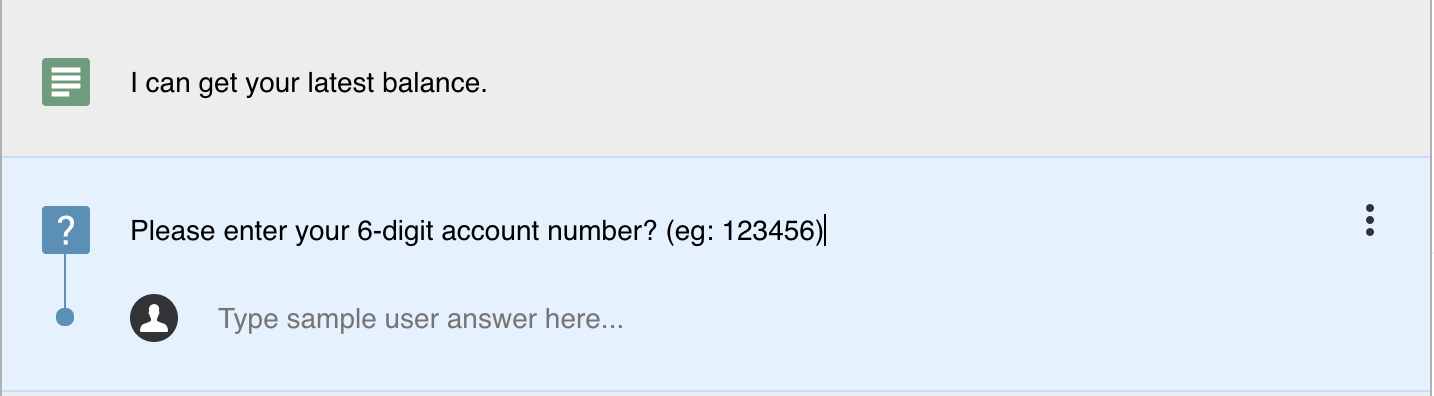 I can get your latest balance.
?
Please enter your 6-digit account number? (eg: 123456)
Type sample user answer here...